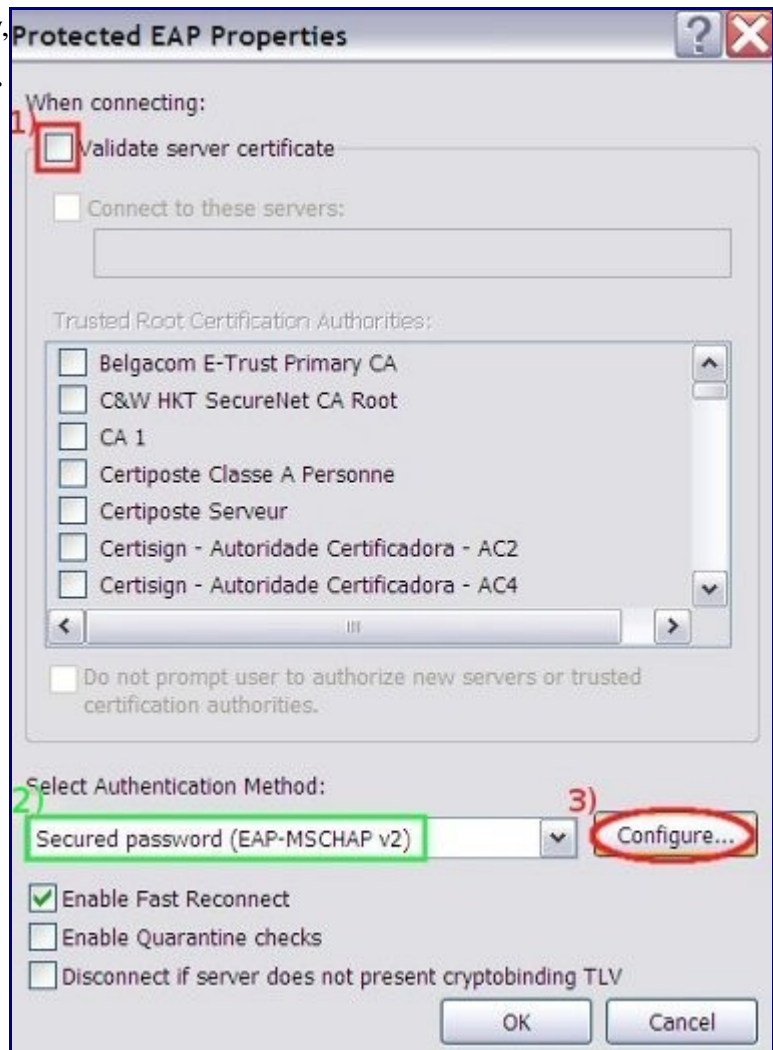 ,
Protected EAP Properties
.
When connecting:
1)
Validate server certificate
Connect to these servers:
Trusted Root Certification Authorities:
Belgacom E-Trust Primary CA
C&W HKT SecureNet CA Root
CA 1
Certiposte Classe A Personne
Certiposte Serveur
Certisign - Autoridade Certificadora - AC2
Certisign - Autoridade Certificadora - AC4
Do not prompt user to authorize new servers or trusted
certification authorities.
Select Authentication Method:
2)
3)
Secured password (EAP-MSCHAP v2)
Configure...
Enable Fast Reconnect
Enable Quarantine checks
Disconnect if server does not present cryptobinding TLV
OK
Cancel